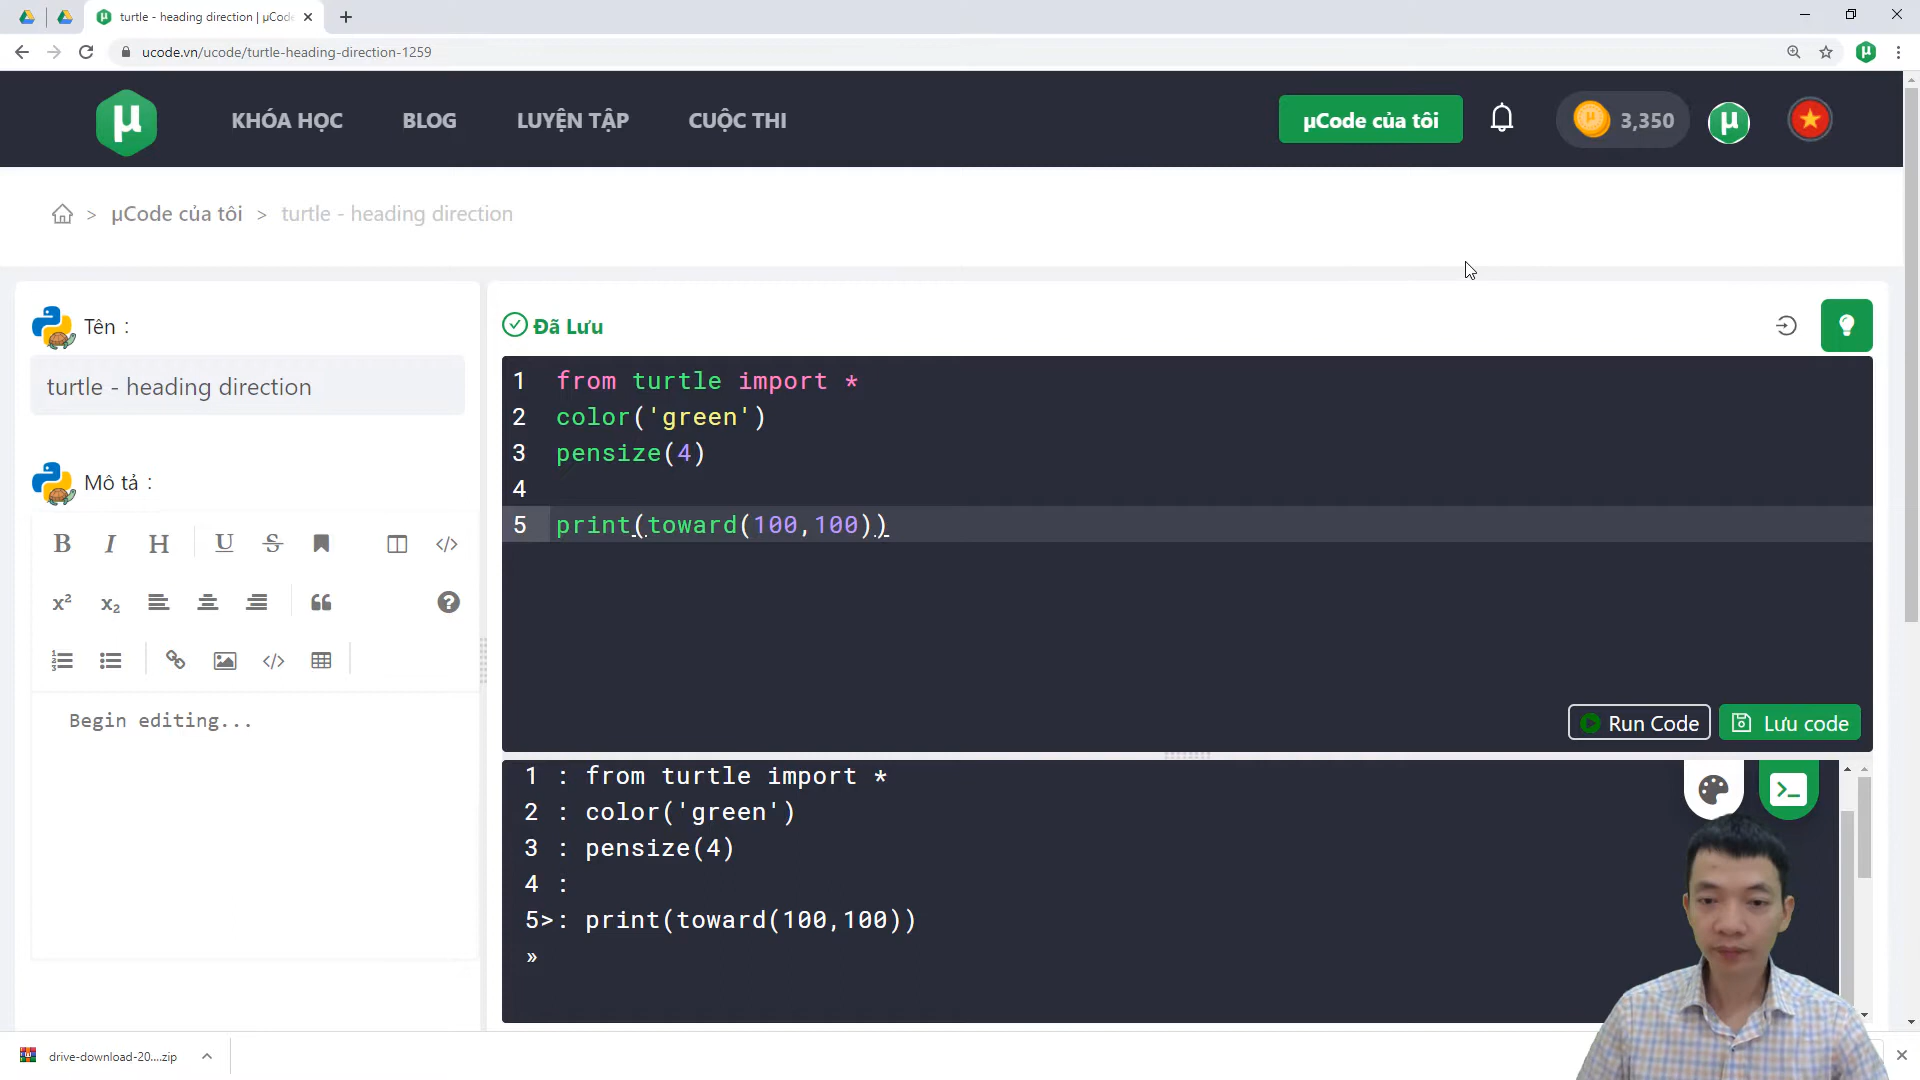 turtle - heading direction | µCode
ucode.vn/ucode/turtle-heading-direction-1259
µ
KHÓA HỌC
BLOG
LUYỆN TẬP
CUỘC THI
µCode của tôi
µ
3,350
µ
> µCode của tôi > turtle - heading direction
Tên :
turtle - heading direction
Mô tả :
B I H U S
x² x₂
Begin editing...
Đã Lưu
1 from turtle import *
2 color('green')
3 pensize(4)
4
5 print(toward(100,100))
Run Code
Lưu code
1 : from turtle import *
2 : color('green')
3 : pensize(4)
4 :
5>: print(toward(100,100))
»
drive-download-20....zip